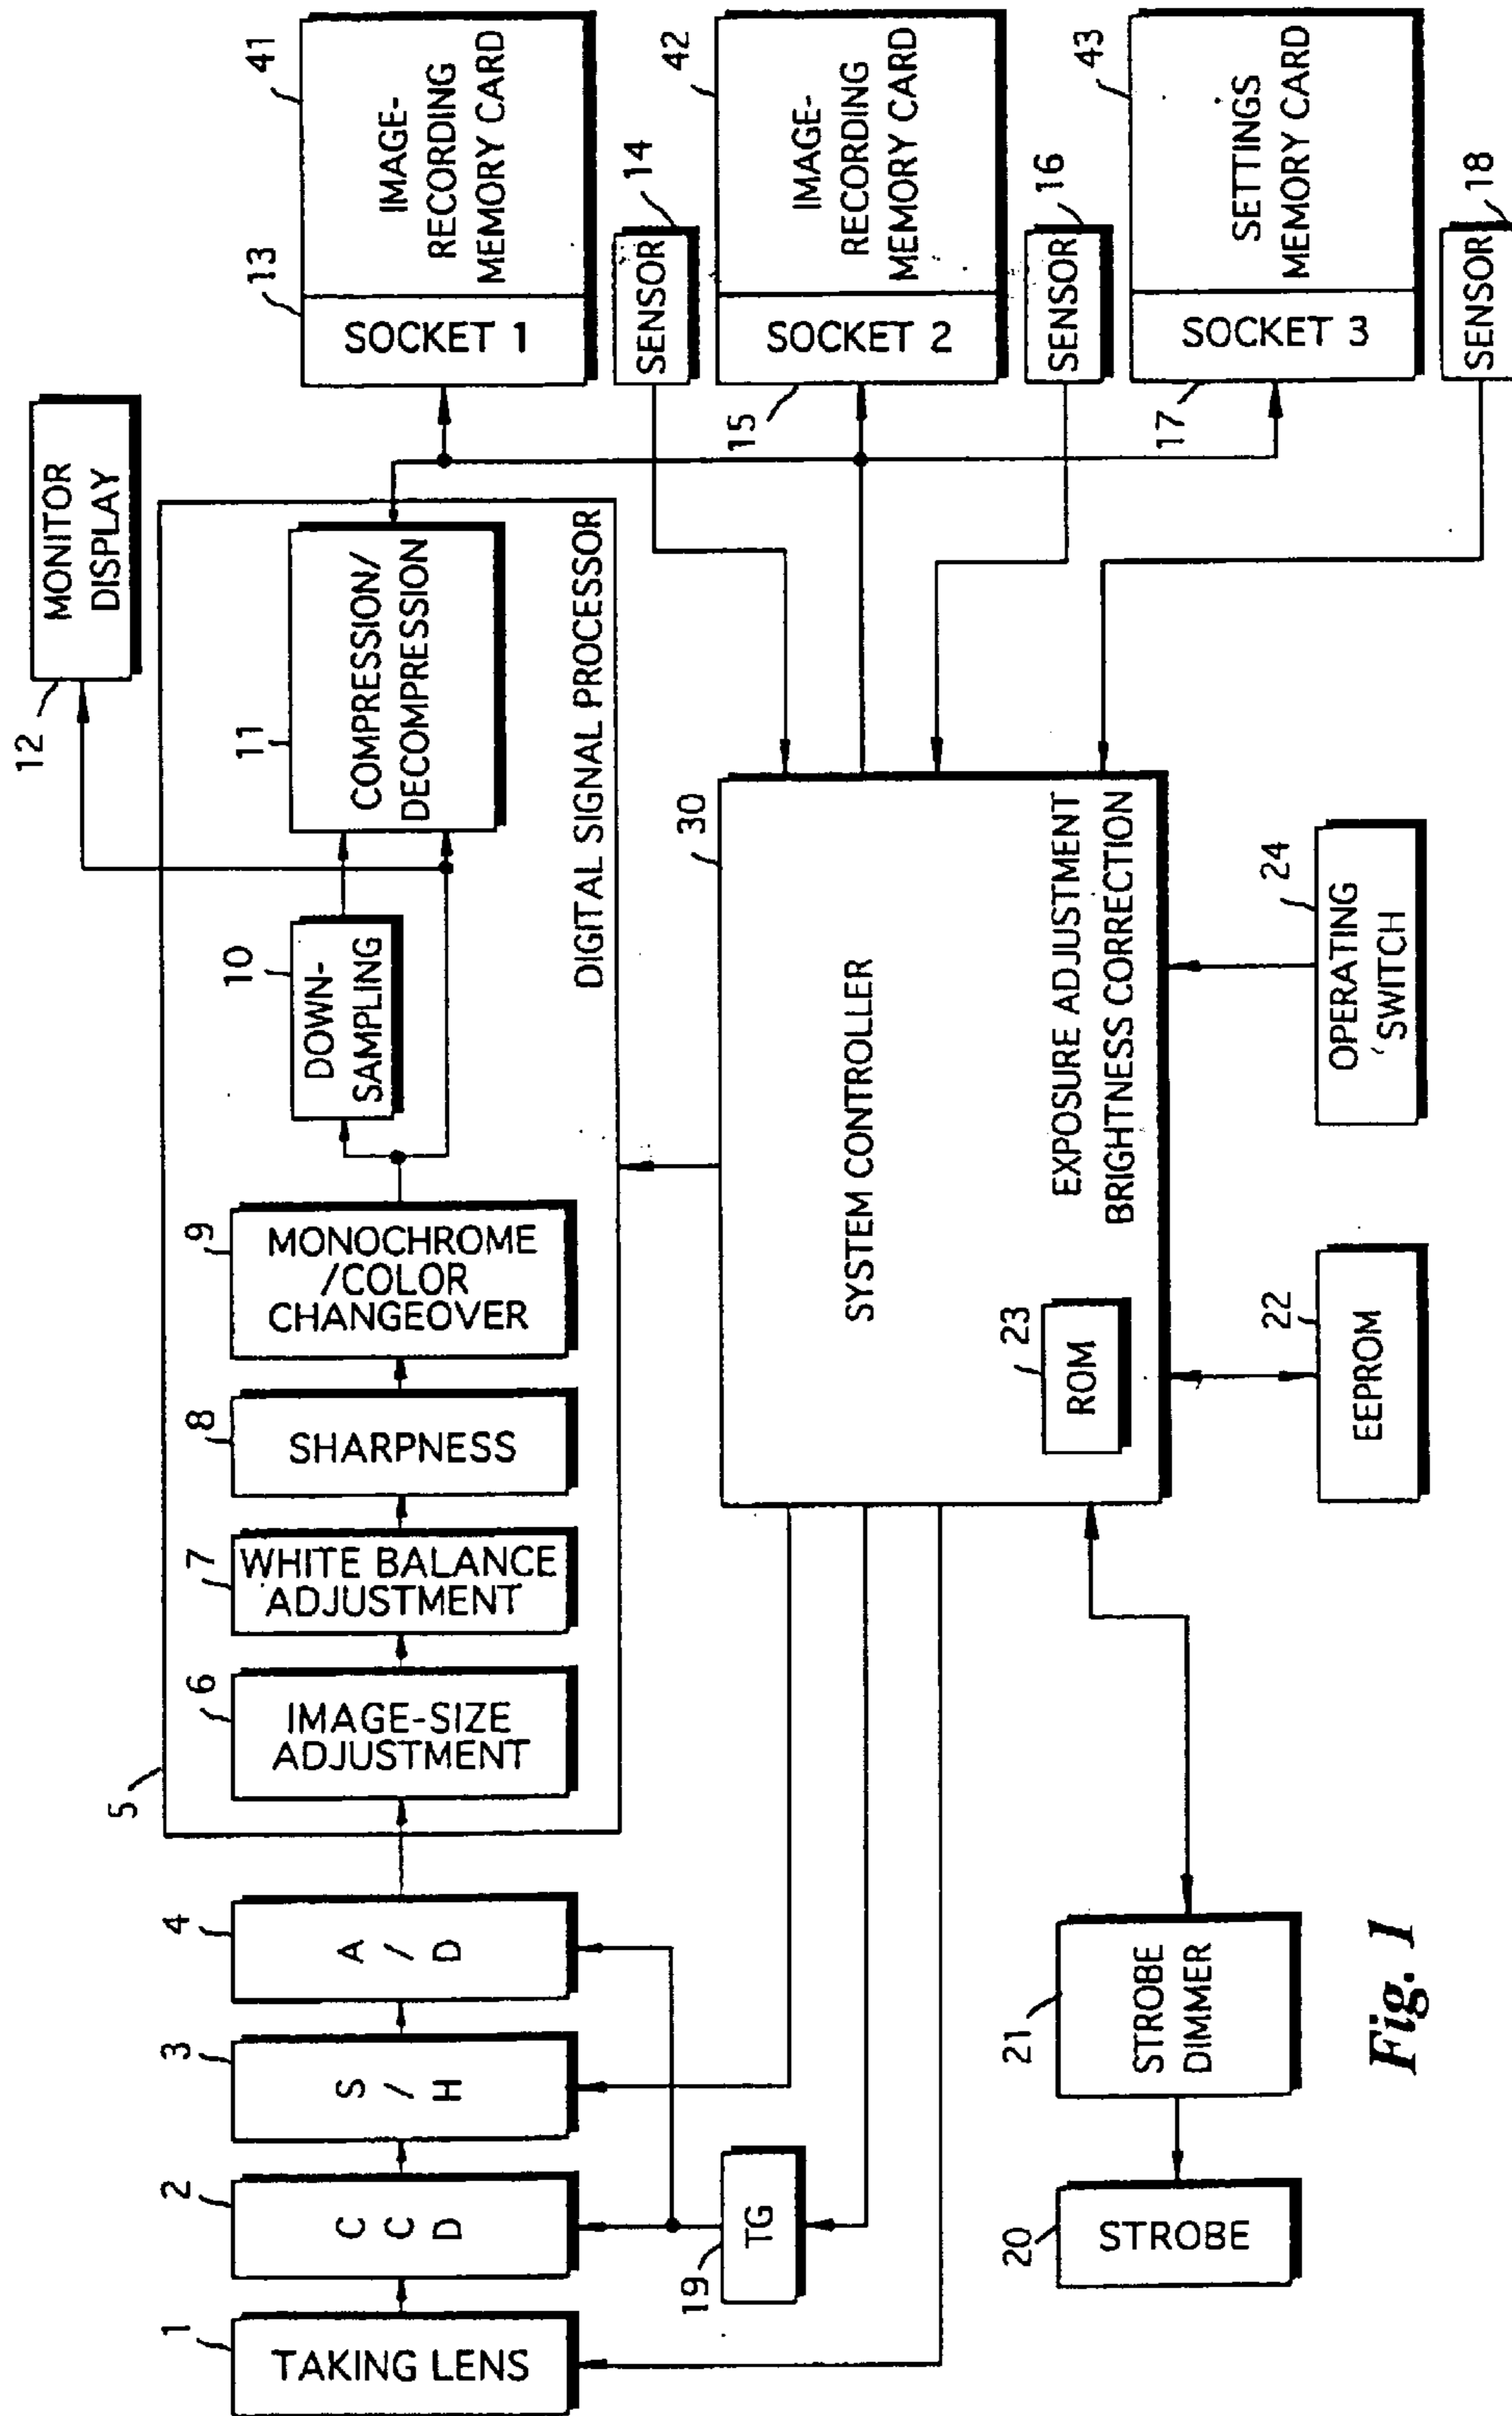 12
MONITOR
DISPLAY
5
DIGITAL SIGNAL PROCESSOR
1
TAKING LENS
2
C
C
D
3
S
/
H
4
A
/
D
6
IMAGE-SIZE
ADJUSTMENT
7
WHITE BALANCE
ADJUSTMENT
8
SHARPNESS
9
MONOCHROME
/COLOR
CHANGEOVER
10
DOWN-
SAMPLING
11
COMPRESSION/
DECOMPRESSION
13
SOCKET 1
41
IMAGE-
RECORDING
MEMORY CARD
14
SENSOR
15
SOCKET 2
42
IMAGE-
RECORDING
MEMORY CARD
16
SENSOR
17
SOCKET 3
43
SETTINGS
MEMORY CARD
18
SENSOR
19
TG
30
SYSTEM CONTROLLER
EXPOSURE ADJUSTMENT
BRIGHTNESS CORRECTION
23
ROM
20
STROBE
21
STROBE
DIMMER
22
EEPROM
24
OPERATING
SWITCH
Fig. 1